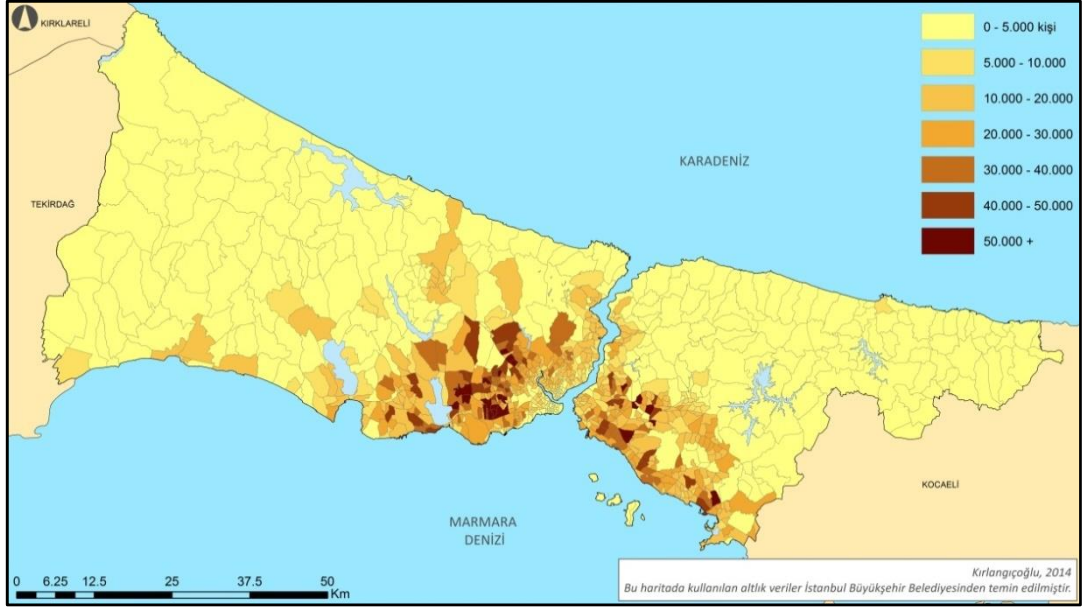 KIRKLARELİ
0 - 5.000 kişi
5.000 - 10.000
10.000 - 20.000
20.000 - 30.000
30.000 - 40.000
40.000 - 50.000
50.000 +
KARADENİZ
TEKİRDAĞ
KOCAELİ
MARMARA
DENİZİ
0 6.25 12.5 25 37.5 50
Km
Kırlangıçoğlu, 2014
Bu haritada kullanılan altlık veriler İstanbul Büyükşehir Belediyesinden temin edilmiştir.